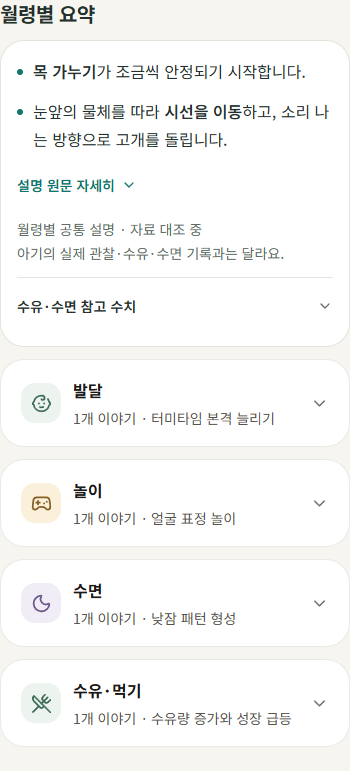 월령별 요약
목 가누기가 조금씩 안정되기 시작합니다.
눈앞의 물체를 따라 시선을 이동하고, 소리 나
는 방향으로 고개를 돌립니다.
설명 원문 자세히
월령별 공통 설명 · 자료 대조 중
아기의 실제 관찰·수유·수면 기록과는 달라요.
수유·수면 참고 수치
발달
1개 이야기 · 터미타임 본격 늘리기
놀이
1개 이야기 · 얼굴 표정 놀이
수면
1개 이야기 · 낮잠 패턴 형성
수유·먹기
1개 이야기 · 수유량 증가와 성장 급등